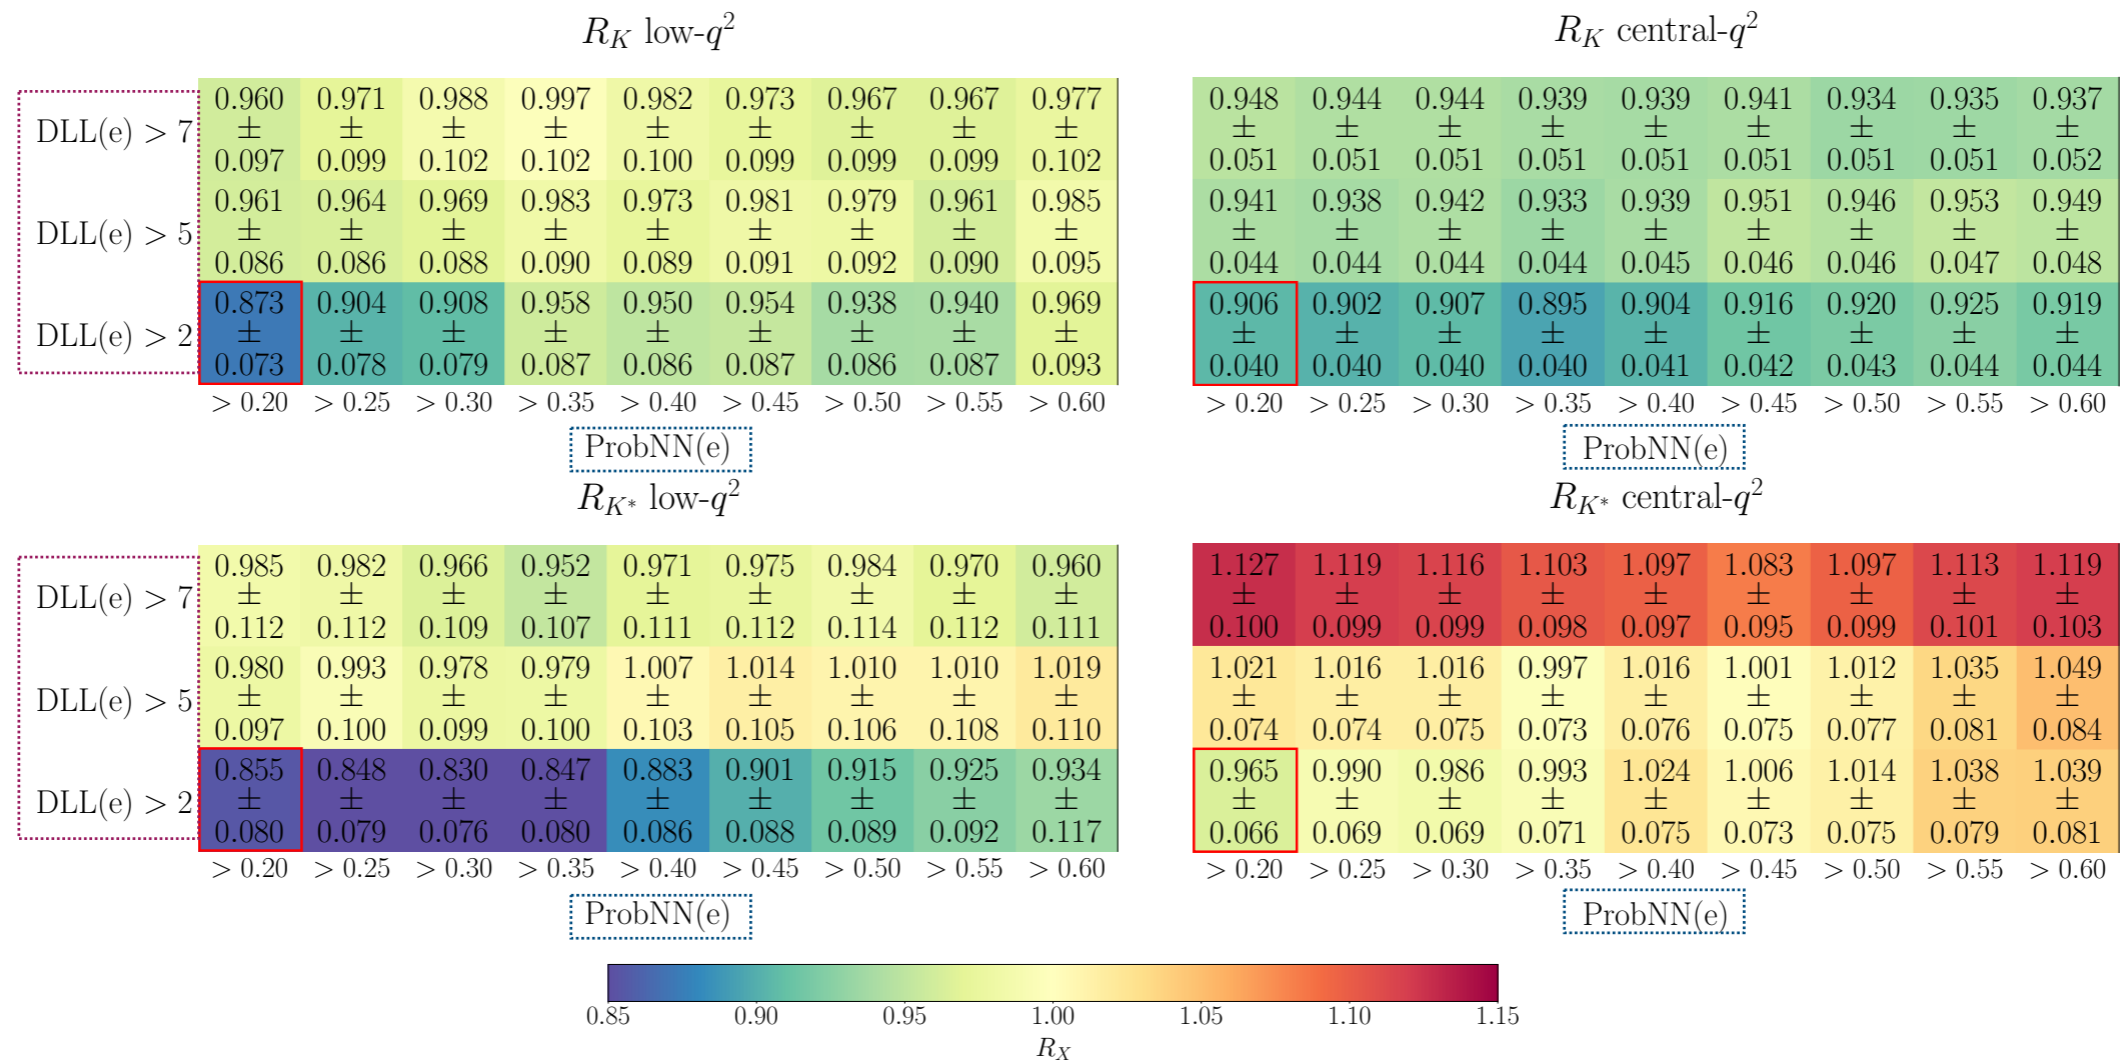 R_K low-q²
0.960 0.971 0.988 0.997 0.982 0.973 0.967 0.967 0.977
DLL(e) > 7 ± ± ± ± ± ± ± ± ±
0.097 0.099 0.102 0.102 0.100 0.099 0.099 0.099 0.102
0.961 0.964 0.969 0.983 0.973 0.981 0.979 0.961 0.985
DLL(e) > 5 ± ± ± ± ± ± ± ± ±
0.086 0.086 0.088 0.090 0.089 0.091 0.092 0.090 0.095
0.873 0.904 0.908 0.958 0.950 0.954 0.938 0.940 0.969
DLL(e) > 2 ± ± ± ± ± ± ± ± ±
0.073 0.078 0.079 0.087 0.086 0.087 0.086 0.087 0.093
> 0.20 > 0.25 > 0.30 > 0.35 > 0.40 > 0.45 > 0.50 > 0.55 > 0.60
ProbNN(e)
R_K central-q²
0.948 0.944 0.944 0.939 0.939 0.941 0.934 0.935 0.937
± ± ± ± ± ± ± ± ±
0.051 0.051 0.051 0.051 0.051 0.051 0.051 0.051 0.052
0.941 0.938 0.942 0.933 0.939 0.951 0.946 0.953 0.949
± ± ± ± ± ± ± ± ±
0.044 0.044 0.044 0.044 0.045 0.046 0.046 0.047 0.048
0.906 0.902 0.907 0.895 0.904 0.916 0.920 0.925 0.919
± ± ± ± ± ± ± ± ±
0.040 0.040 0.040 0.040 0.041 0.042 0.043 0.044 0.044
> 0.20 > 0.25 > 0.30 > 0.35 > 0.40 > 0.45 > 0.50 > 0.55 > 0.60
ProbNN(e)
R_K* low-q²
0.985 0.982 0.966 0.952 0.971 0.975 0.984 0.970 0.960
DLL(e) > 7 ± ± ± ± ± ± ± ± ±
0.112 0.112 0.109 0.107 0.111 0.112 0.114 0.112 0.111
0.980 0.993 0.978 0.979 1.007 1.014 1.010 1.010 1.019
DLL(e) > 5 ± ± ± ± ± ± ± ± ±
0.097 0.100 0.099 0.100 0.103 0.105 0.106 0.108 0.110
0.855 0.848 0.830 0.847 0.883 0.901 0.915 0.925 0.934
DLL(e) > 2 ± ± ± ± ± ± ± ± ±
0.080 0.079 0.076 0.080 0.086 0.088 0.089 0.092 0.117
> 0.20 > 0.25 > 0.30 > 0.35 > 0.40 > 0.45 > 0.50 > 0.55 > 0.60
ProbNN(e)
R_K* central-q²
1.127 1.119 1.116 1.103 1.097 1.083 1.097 1.113 1.119
± ± ± ± ± ± ± ± ±
0.100 0.099 0.099 0.098 0.097 0.095 0.099 0.101 0.103
1.021 1.016 1.016 0.997 1.016 1.001 1.012 1.035 1.049
± ± ± ± ± ± ± ± ±
0.074 0.074 0.075 0.073 0.076 0.075 0.077 0.081 0.084
0.965 0.990 0.986 0.993 1.024 1.006 1.014 1.038 1.039
± ± ± ± ± ± ± ± ±
0.066 0.069 0.069 0.071 0.075 0.073 0.075 0.079 0.081
> 0.20 > 0.25 > 0.30 > 0.35 > 0.40 > 0.45 > 0.50 > 0.55 > 0.60
ProbNN(e)
0.85 0.90 0.95 1.00 1.05 1.10 1.15
R_X